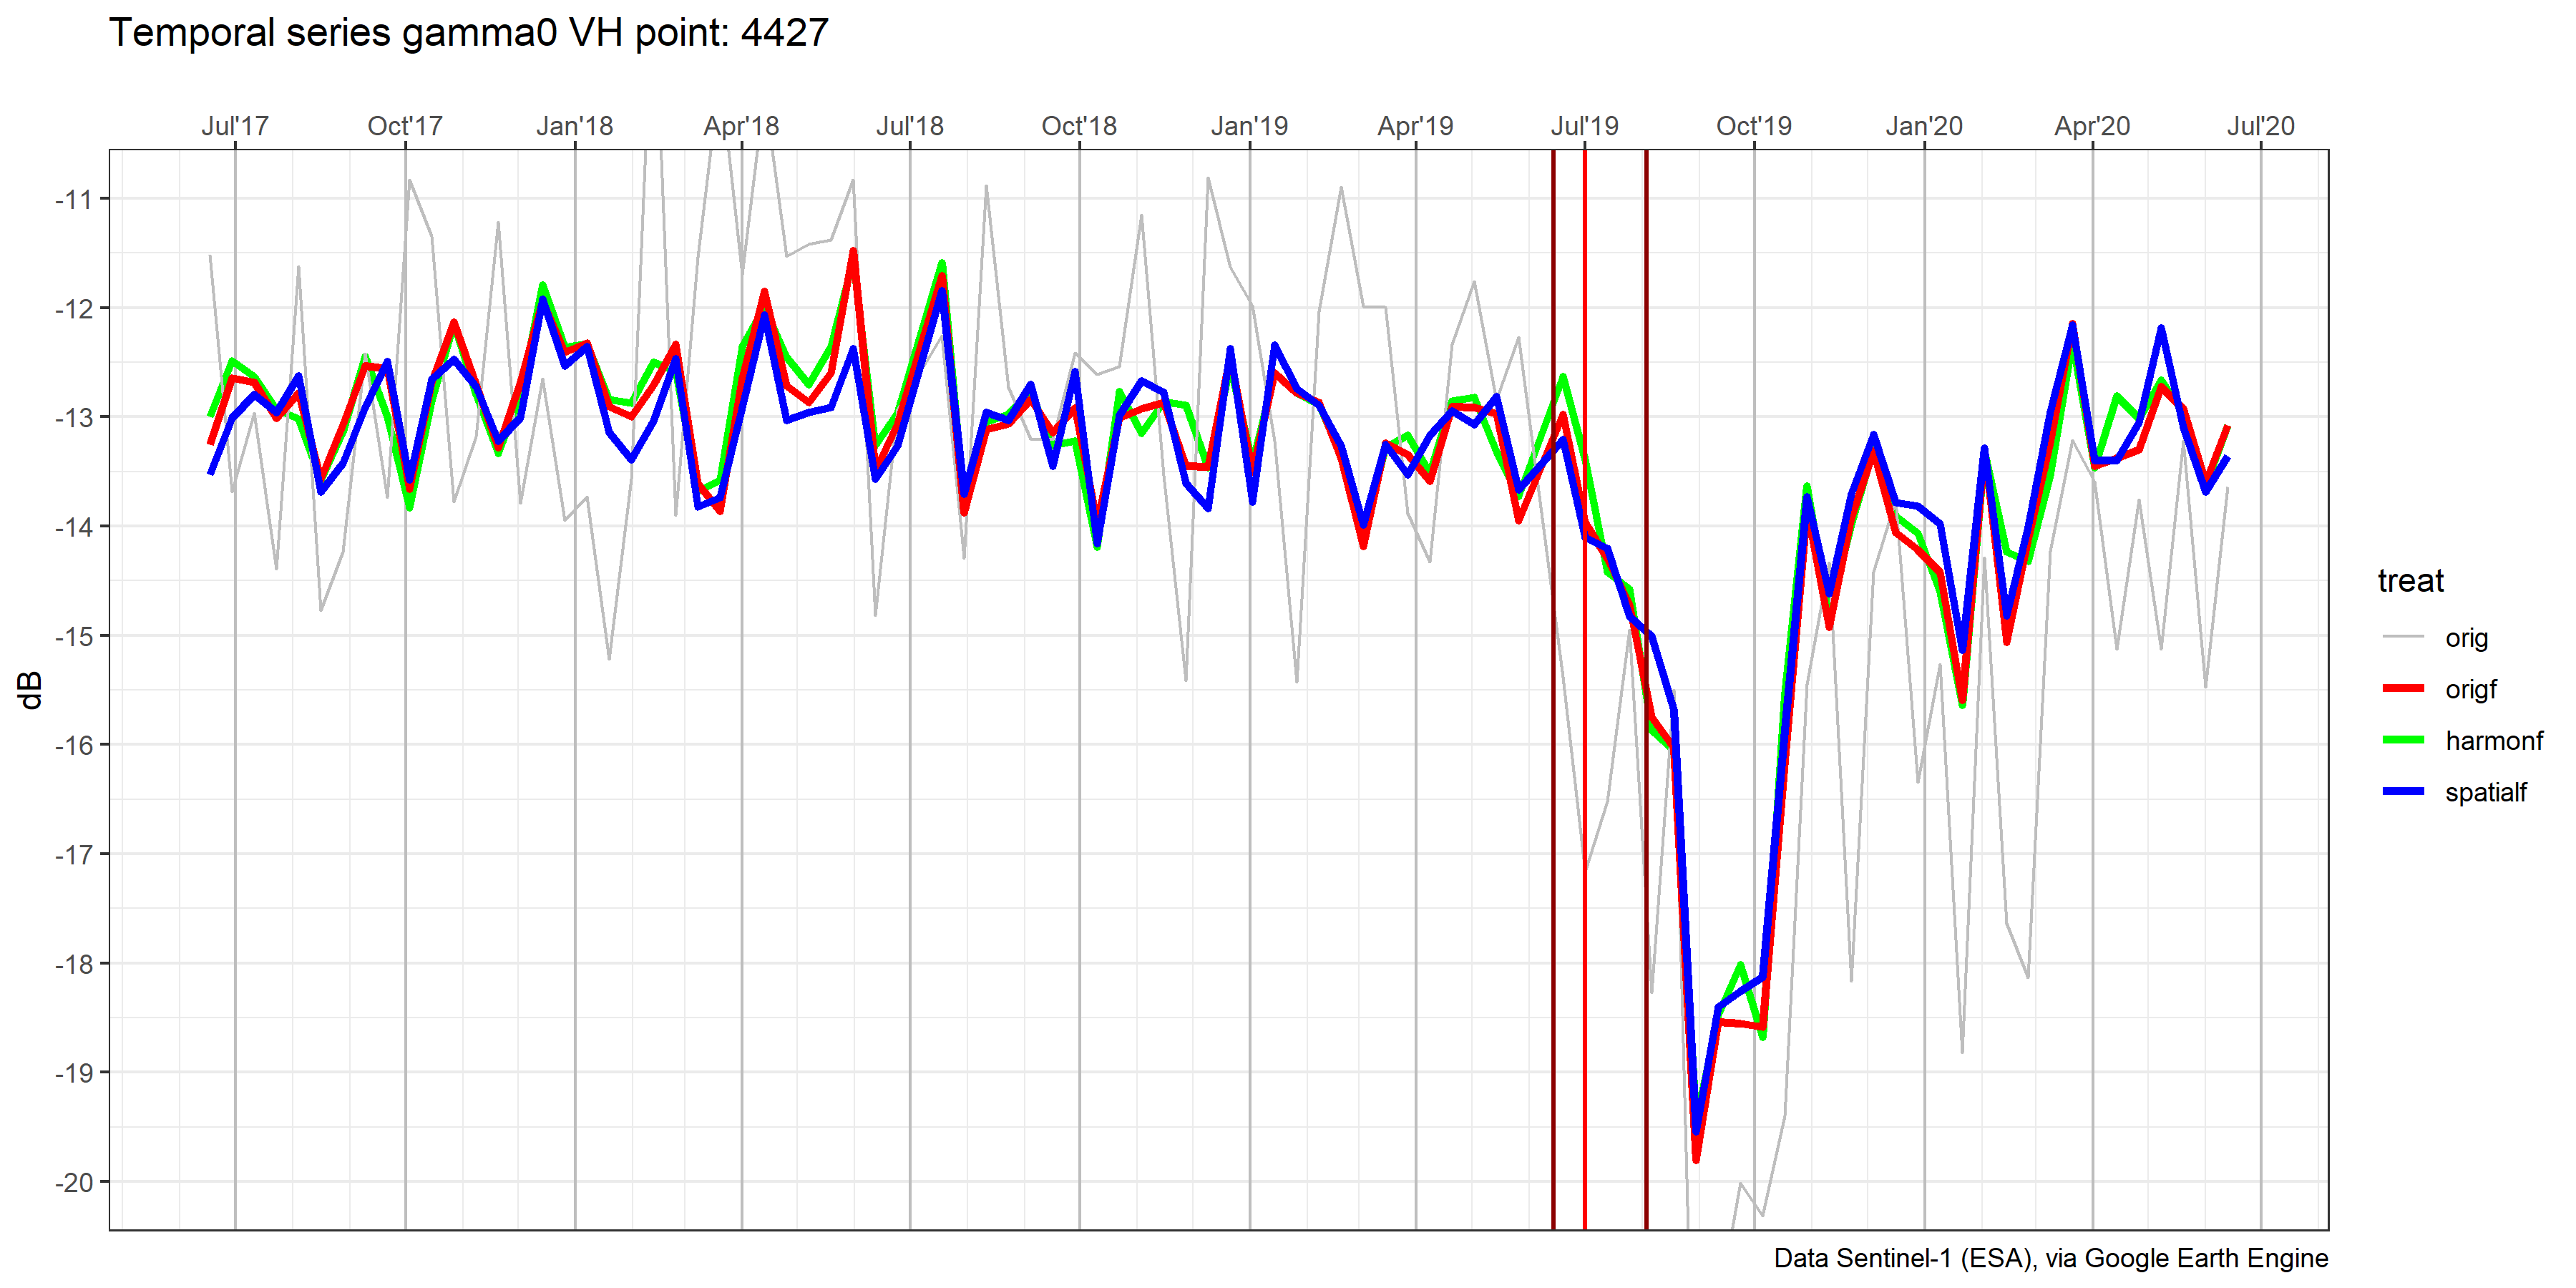 Temporal series gamma0 VH point: 4427
Jul'17 Oct'17 Jan'18 Apr'18 Jul'18 Oct'18 Jan'19 Apr'19 Jul'19 Oct'19 Jan'20 Apr'20 Jul'20
-11
-12
-13
-14
-15
-16
-17
-18
-19
-20
dB
treat
orig
origf
harmonf
spatialf
Data Sentinel-1 (ESA), via Google Earth Engine